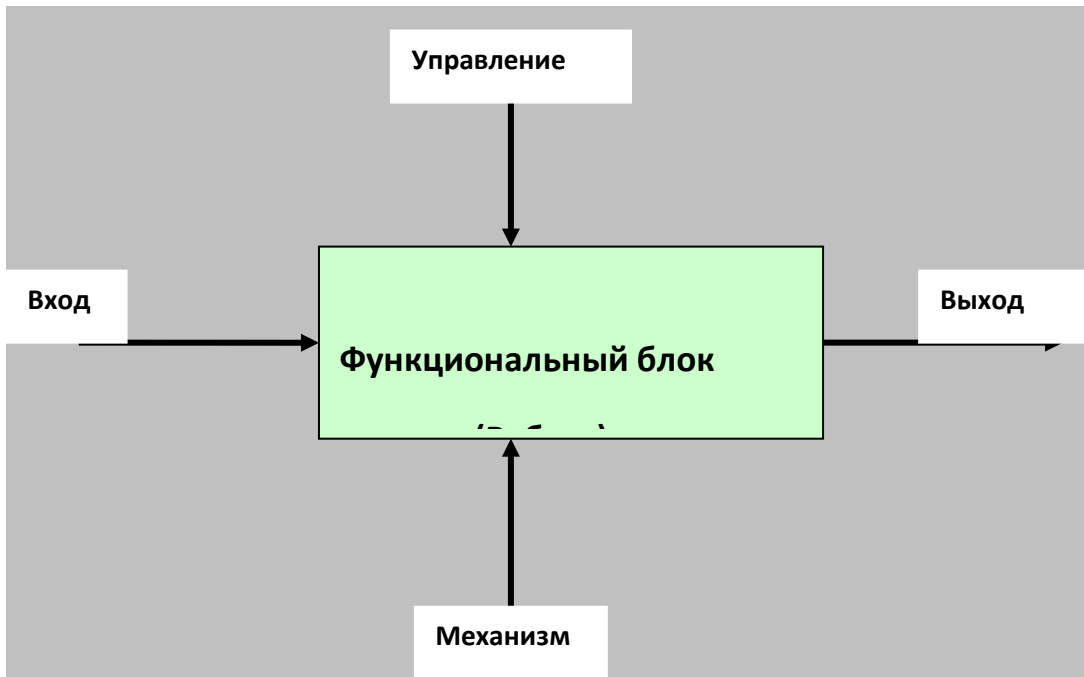 Управление
Вход
Выход
Функциональный блок
Механизм